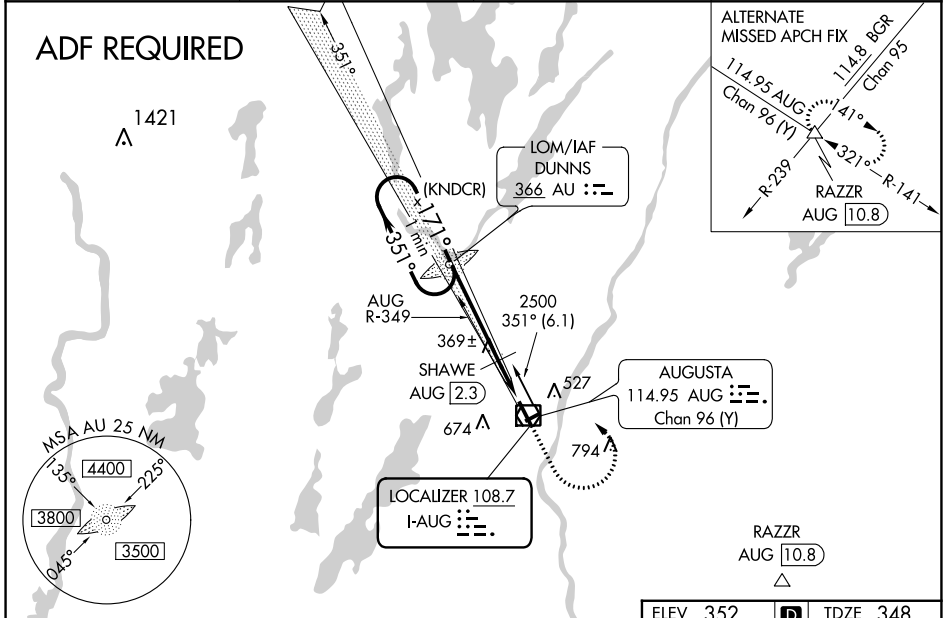 ADF REQUIRED
1421
351°
ALTERNATE
MISSED APCH FIX
114.8 BGR
Chan 95
114.95 AUG
Chan 96 (Y)
141°
321°
R-141
R-239
RAZZR
AUG 10.8
LOM/IAF
DUNNS
366 AU
(KNDCR)
171°
1 min
351°
AUG
R-349
2500
351° (6.1)
369±
SHAWE
AUG 2.3
527
674
794
AUGUSTA
114.95 AUG
Chan 96 (Y)
LOCALIZER 108.7
I-AUG
MSA AU 25 NM
135°
4400
225°
3800
3500
045°
RAZZR
AUG 10.8
ELEV 352
D
TDZE 348